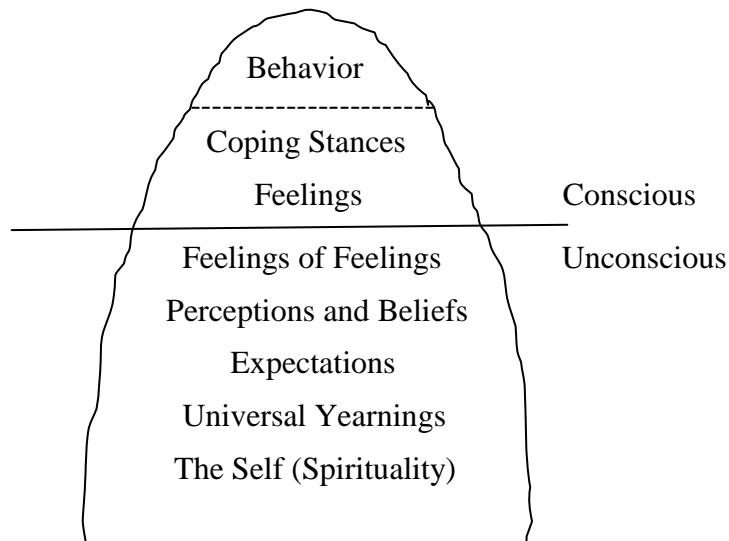 Behavior
Coping Stances
Feelings
Conscious
Feelings of Feelings
Unconscious
Perceptions and Beliefs
Expectations
Universal Yearnings
The Self (Spirituality)